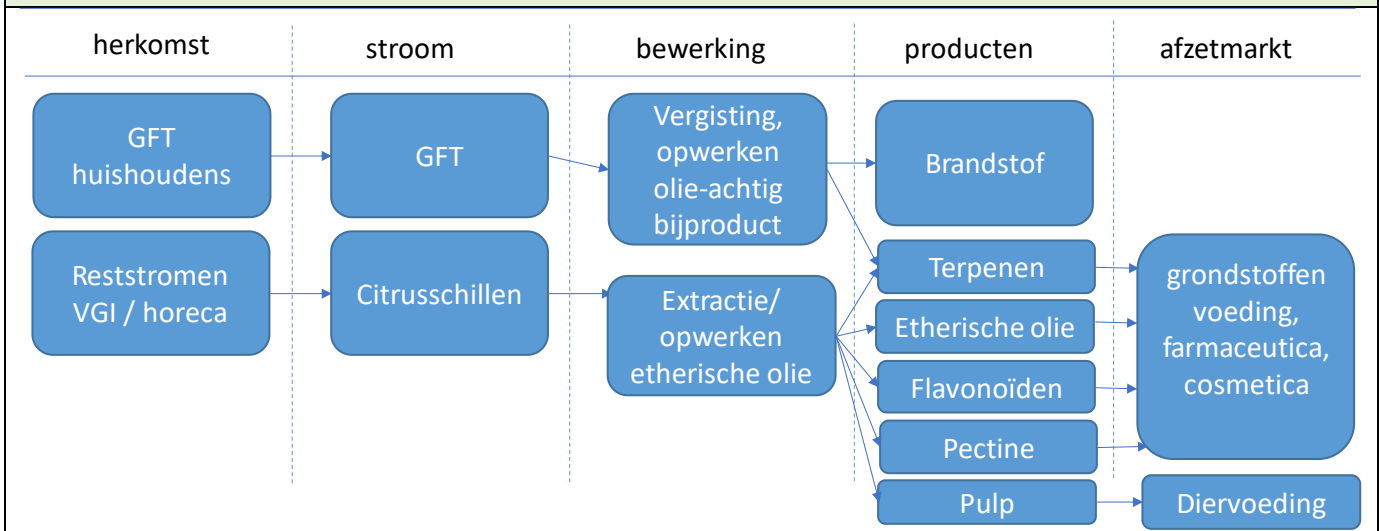 herkomst
stroom
bewerking
producten
afzetmarkt
GFT
huishoudens
GFT
Vergisting,
opwerken
olie-achtig
bijproduct
Brandstof
Reststromen
VGI / horeca
Citrusschillen
Extractie/
opwerken
etherische olie
Terpenen
Etherische olie
Flavonoïden
Pectine
Pulp
grondstoffen
voeding,
farmaceutica,
cosmetica
Diervoeding